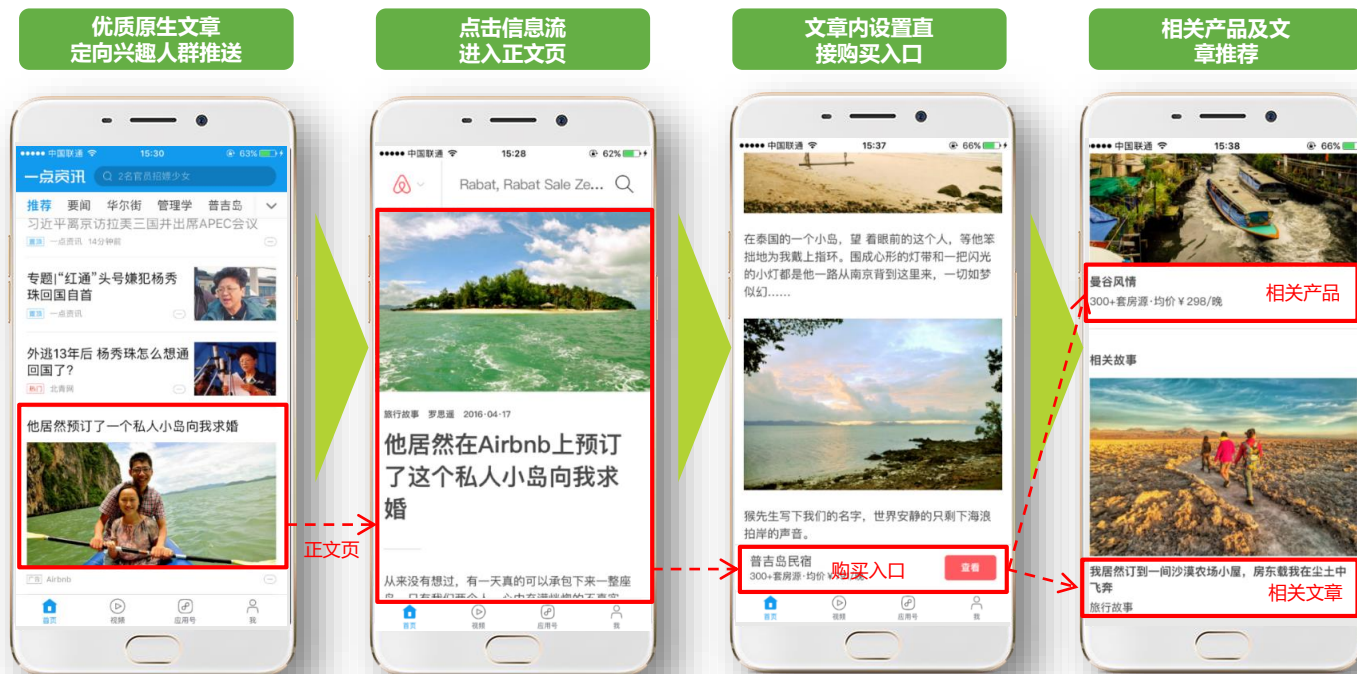 优质原生文章
定向兴趣人群推送
点击信息流
进入正文页
文章内设置直
接购买入口
相关产品及文
章推荐
中国联通
15:30
63%
一点资讯
2名官员招嫖少女
推荐
要闻
华尔街
管理学
普吉岛
习近平离京访拉美三国并出席APEC会议
一点资讯 14分钟前
专题|“红通”头号嫌犯杨秀
珠回国自首
一点资讯
外逃13年后 杨秀珠怎么想通
回国了?
热门 北青网
他居然预订了一个私人小岛向我求婚
广告 Airbnb
首页
视频
应用号
我
正文页
中国联通
15:28
62%
Rabat, Rabat Sale Ze...
旅行故事 罗思遥 2016-04-17
他居然在Airbnb上预订
了这个私人小岛向我求
婚
从来没有想过,有一天真的可以承包下来一整座
首页
视频
应用号
我
中国联通
15:37
66%
在泰国的一个小岛,望 着眼前的这个人,等他笨
拙地为我戴上指环。围成心形的灯带和一把闪光
的小灯都是他一路从南京背到这里来,一切如梦
似幻……
猴先生写下我们的名字,世界安静的只剩下海浪
拍岸的声音。
普吉岛民宿
300+套房源·均价
购买入口
查看
首页
视频
应用号
我
中国联通
15:38
66%
曼谷风情
300+套房源·均价¥298/晚
相关产品
相关故事
我居然订到一间沙漠农场小屋,房东载我在尘土中
飞奔
相关文章
旅行故事